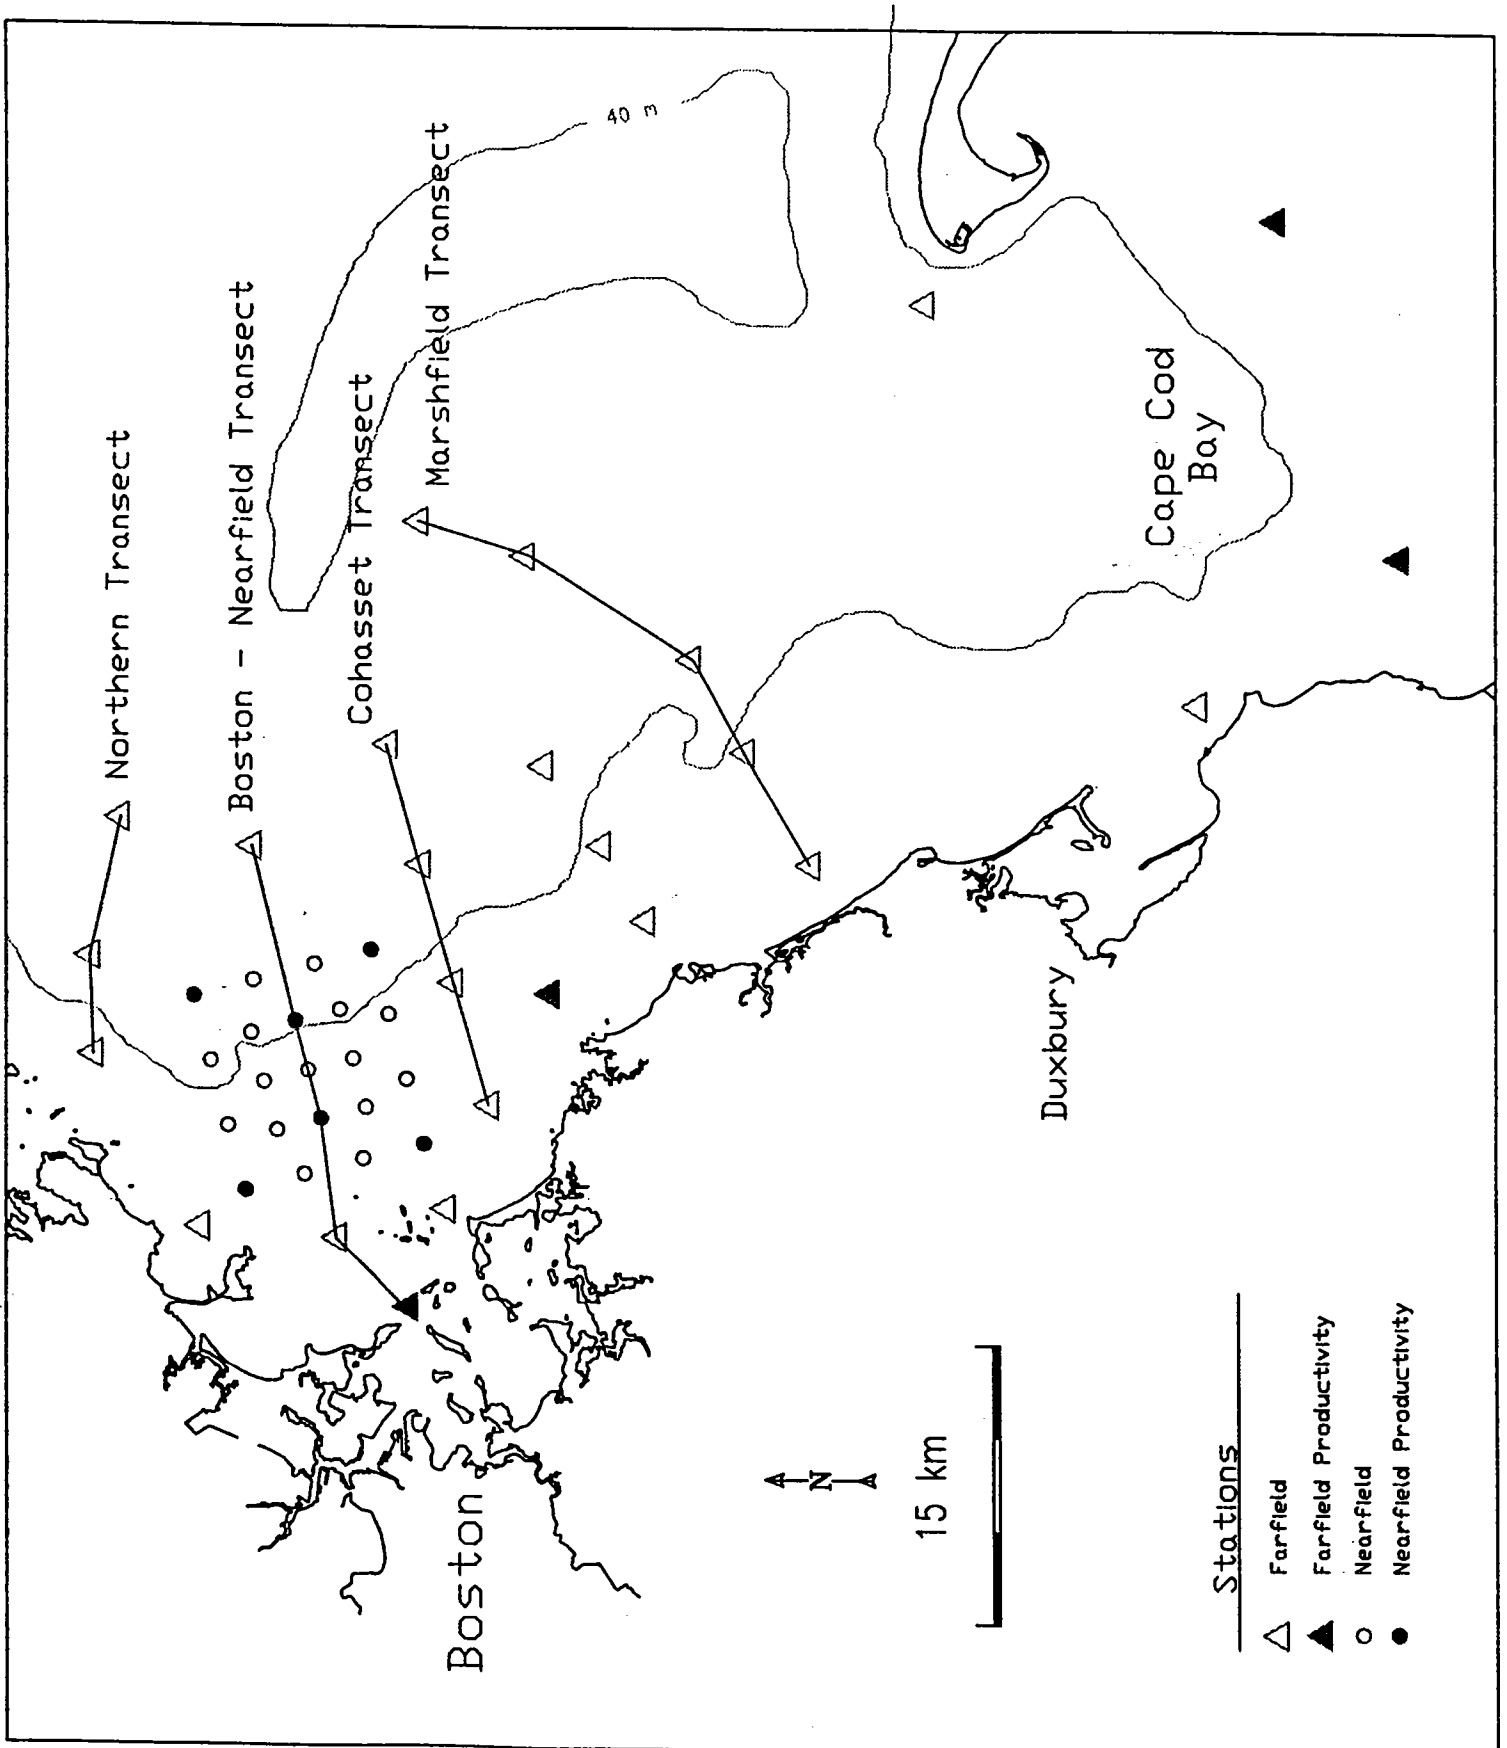 40 m
Northern Transect
Boston - Nearfield Transect
Cohasset Transect
Marshfield Transect
Cape Cod
Bay
Boston
Duxbury
N
15 km
Stations
Farfield
Farfield Productivity
Nearfield
Nearfield Productivity